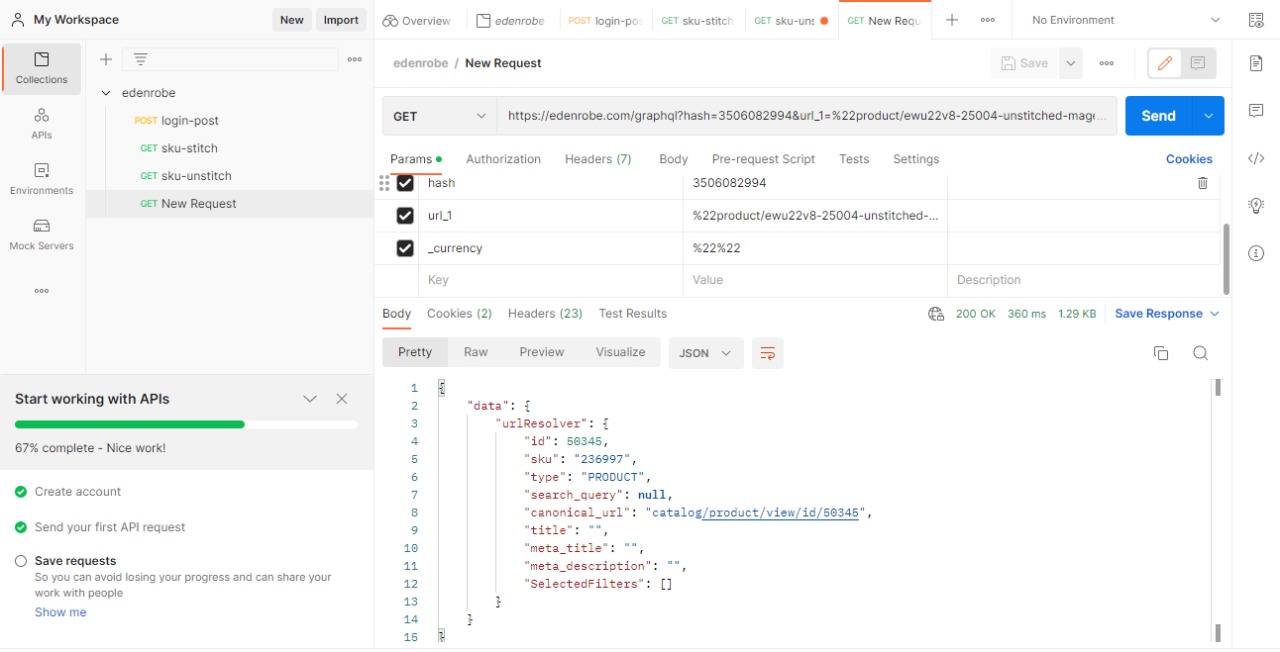 My Workspace
New
Import
Overview
edenrobe
POST login-pos
GET sku-stitch
GET sku-uns
GET New Requ
No Environment
Collections
APIs
Environments
Mock Servers
edenrobe
POST login-post
GET sku-stitch
GET sku-unstitch
GET New Request
edenrobe / New Request
Save
GET
https://edenrobe.com/graphql?hash=3506082994&url_1=%22product/ewu22v8-25004-unstitched-mage...
Send
Params
Authorization
Headers (7)
Body
Pre-request Script
Tests
Settings
Cookies
hash 3506082994
url_1 %22product/ewu22v8-25004-unstitched-...
_currency %22%22
Key Value Description
Body
Cookies (2)
Headers (23)
Test Results
200 OK 360 ms 1.29 KB
Save Response
Pretty
Raw
Preview
Visualize
JSON
1 {
2 "data": {
3 "urlResolver": {
4 "id": 50345,
5 "sku": "236997",
6 "type": "PRODUCT",
7 "search_query": null,
8 "canonical_url": "catalog/product/view/id/50345",
9 "title": "",
10 "meta_title": "",
11 "meta_description": "",
12 "SelectedFilters": []
13 }
14 }
15 }
Start working with APIs
67% complete - Nice work!
Create account
Send your first API request
Save requests
So you can avoid losing your progress and can share your
work with people
Show me